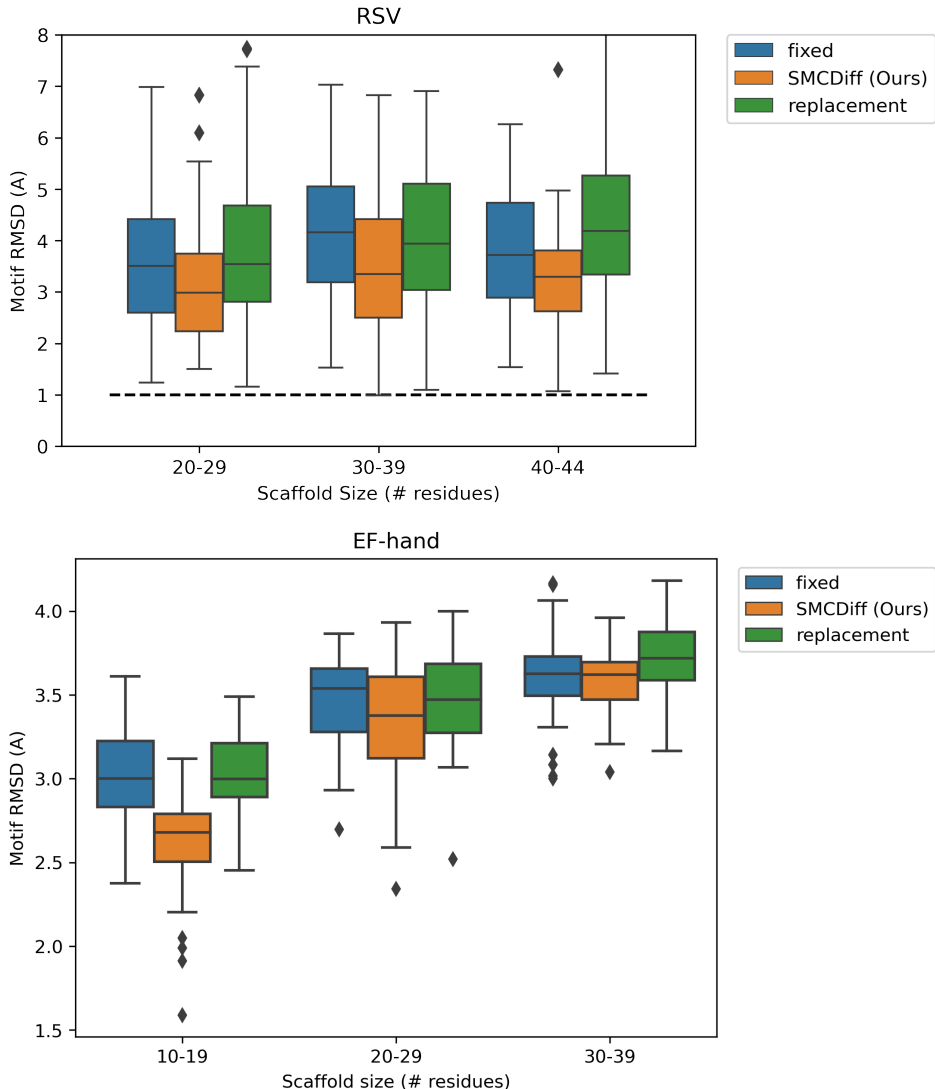 RSV
8
7
6
5
4
3
2
1
0
Motif RMSD (A)
20-29
30-39
40-44
Scaffold Size (# residues)
fixed
SMCDiff (Ours)
replacement
EF-hand
4.0
3.5
3.0
2.5
2.0
1.5
Motif RMSD (A)
10-19
20-29
30-39
Scaffold size (# residues)
fixed
SMCDiff (Ours)
replacement